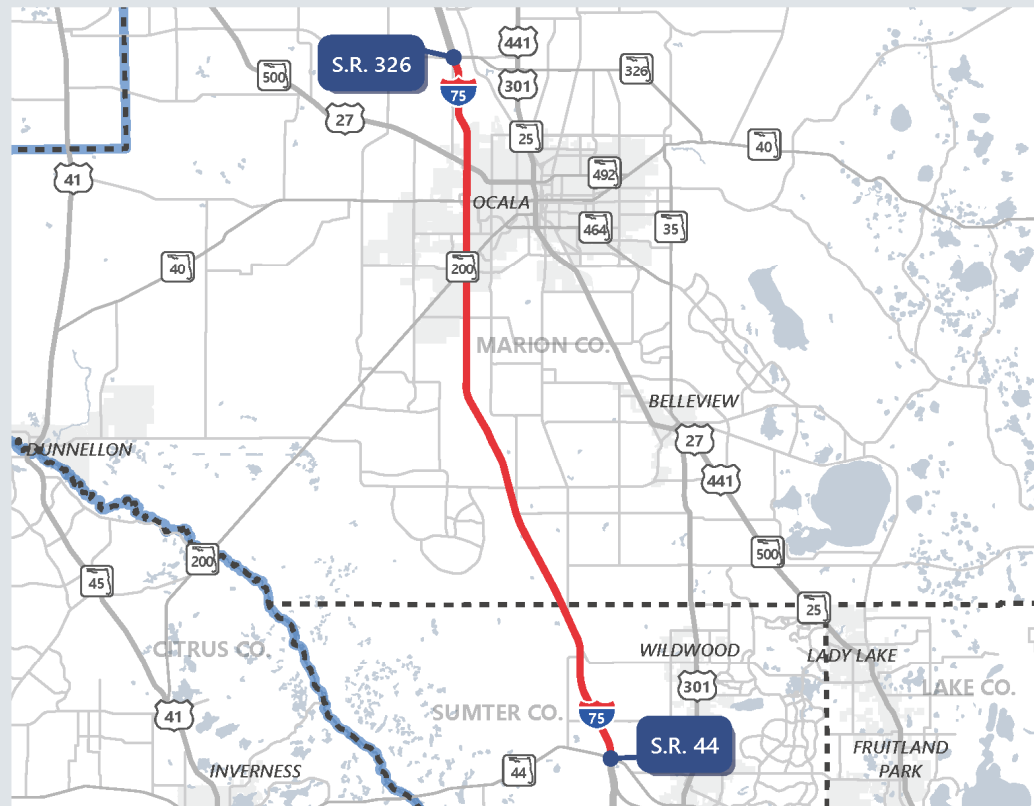 441
S.R. 326
326
500
301
75
27
25
40
492
41
OCALA
464
35
40
200
MARION CO.
BELLEVIEW
27
DUNNELLON
441
500
200
45
25
CITRUS CO.
WILDWOOD
LADY LAKE
301
LAKE CO.
SUMTER CO.
41
75
S.R. 44
FRUITLAND
PARK
INVERNESS
44